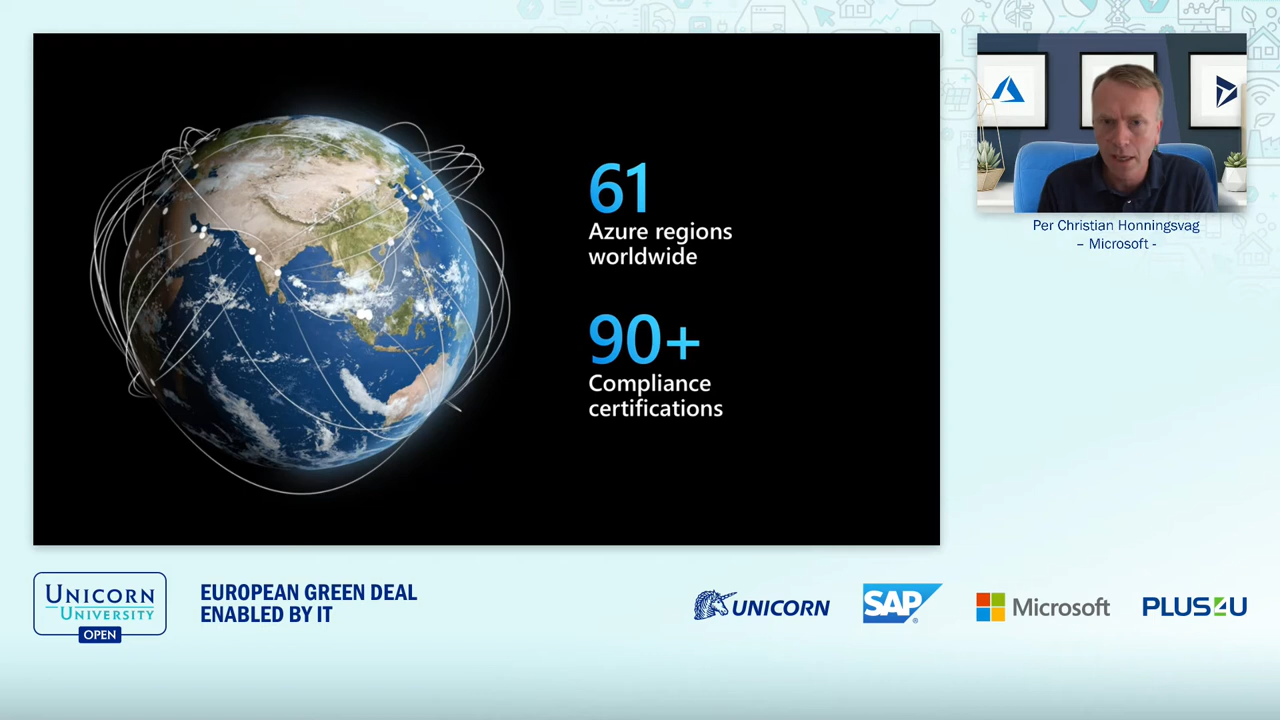 61
Azure regions
worldwide
90+
Compliance
certifications
Per Christian Honningsvag
– Microsoft -
UNICORN
UNIVERSITY
OPEN
EUROPEAN GREEN DEAL
ENABLED BY IT
UNICORN
SAP®
Microsoft
PLUS4U